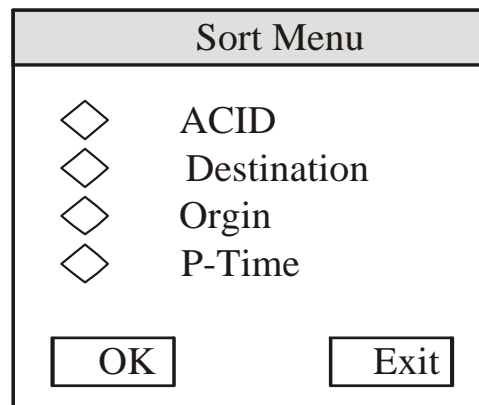 Sort Menu
ACID
Destination
Orgin
P-Time
OK Exit